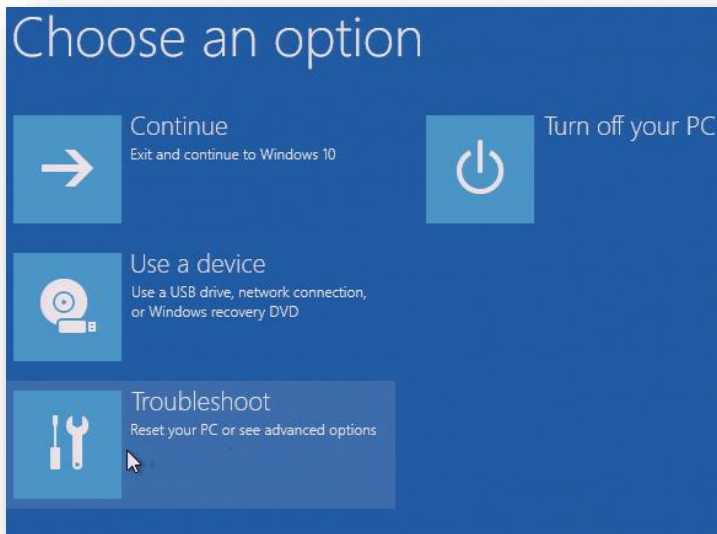 Choose an option
Continue
Exit and continue to Windows 10
Use a device
Use a USB drive, network connection,
or Windows recovery DVD
Troubleshoot
Reset your PC or see advanced options
Turn off your PC